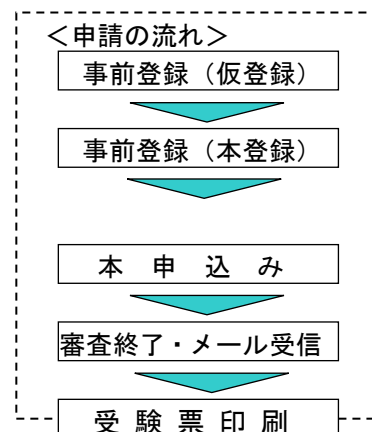 ＜申請の流れ＞
事前登録（仮登録）
事前登録（本登録）
本　申　込　み
審査終了・メール受信
受 験 票 印 刷